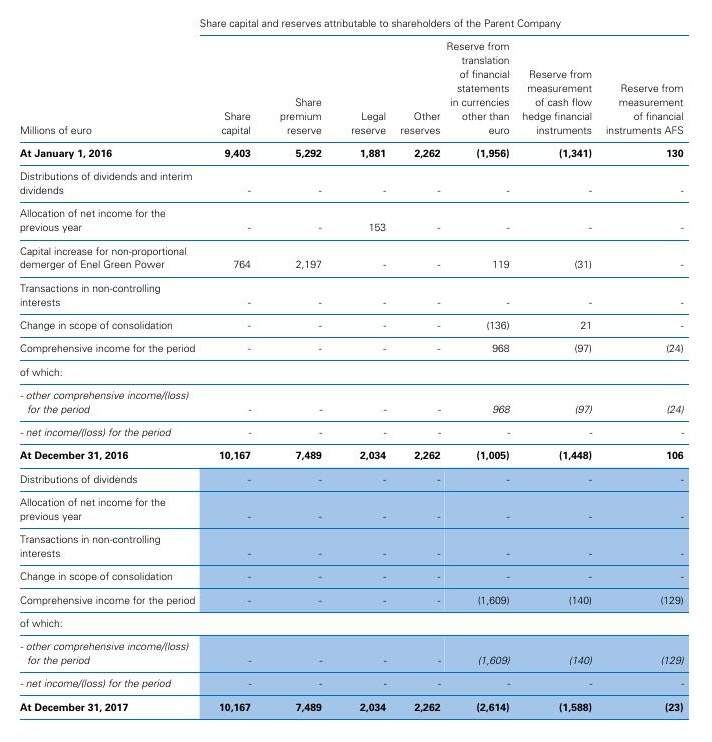 Share capital and reserves attributable to shareholders of the Parent Company
Millions of euro
Share
capital
Share
premium
reserve
Legal
reserve
Other
reserves
Reserve from
translation
of financial
statements
in currencies
other than
euro
Reserve from
measurement
of cash flow
hedge financial
instruments
Reserve from
measurement
of financial
instruments AFS
At January 1, 2016 9,403 5,292 1,881 2,262 (1,956) (1,341) 130
Distributions of dividends and interim
dividends - - - - - - -
Allocation of net income for the
previous year - - 153 - - - -
Capital increase for non-proportional
demerger of Enel Green Power 764 2,197 - - 119 (31) -
Transactions in non-controlling
interests - - - - - - -
Change in scope of consolidation - - - - (136) 21 -
Comprehensive income for the period - - - - 968 (97) (24)
of which:
- other comprehensive income/(loss)
for the period - - - - 968 (97) (24)
- net income/(loss) for the period - - - - - - -
At December 31, 2016 10,167 7,489 2,034 2,262 (1,005) (1,448) 106
Distributions of dividends - - - - - - -
Allocation of net income for the
previous year - - - - - - -
Transactions in non-controlling
interests - - - - - - -
Change in scope of consolidation - - - - - - -
Comprehensive income for the period - - - - (1,609) (140) (129)
of which:
- other comprehensive income/(loss)
for the period - - - - (1,609) (140) (129)
- net income/(loss) for the period - - - - - - -
At December 31, 2017 10,167 7,489 2,034 2,262 (2,614) (1,588) (23)